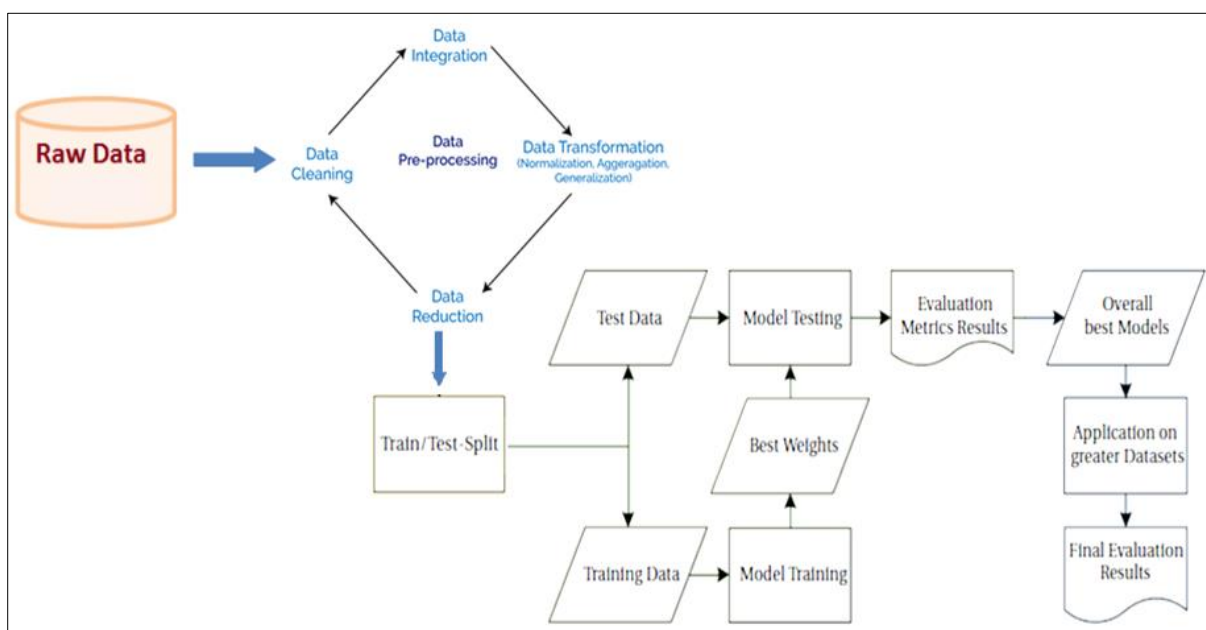 Raw Data
Data
Cleaning
Data
Integration
Data
Pre-processing
Data Transformation
(Normalization, Aggeragation,
Generalization)
Data
Reduction
Train/Test-Split
Test Data
Training Data
Model Training
Best Weights
Model Testing
Evaluation
Metrics Results
Overall
best Models
Application on
greater Datasets
Final Evaluation
Results